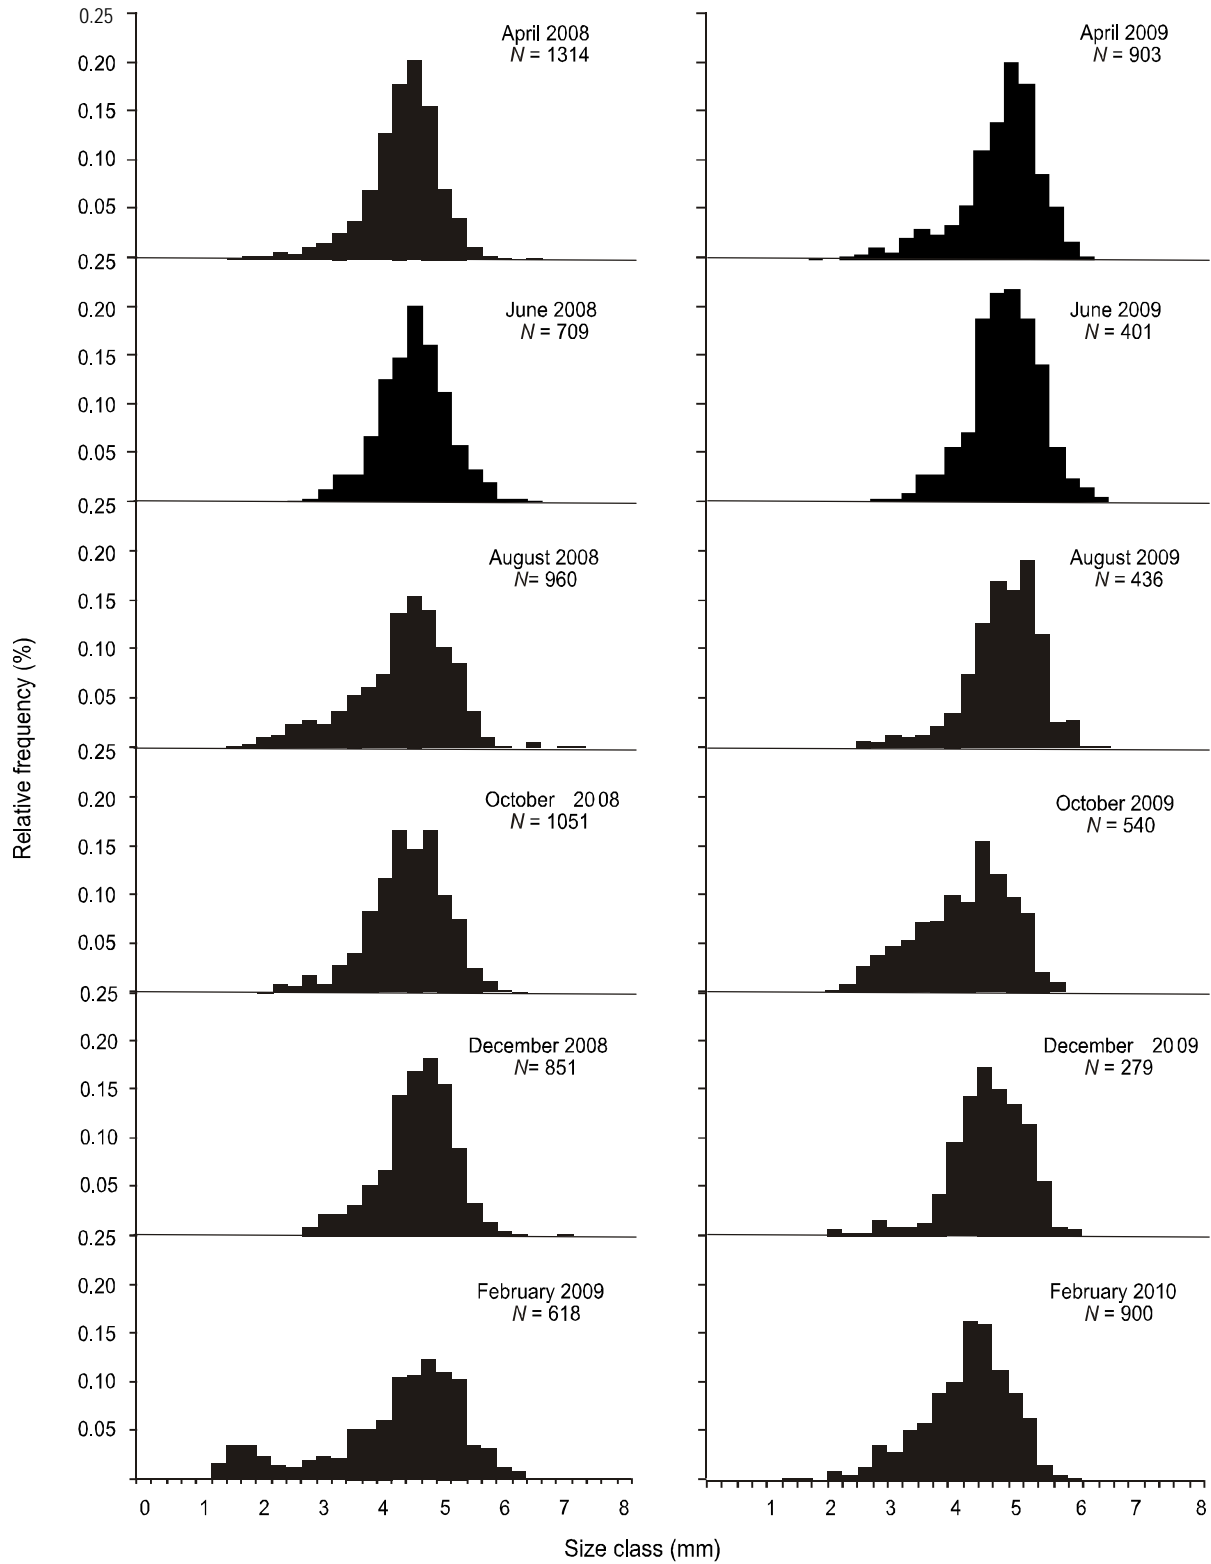 0.25
April 2008
N = 1314
0.20
0.15
0.10
0.05
April 2009
N = 903
0.25
June 2008
N = 709
0.20
0.15
0.10
0.05
June 2009
N = 401
0.25
August 2008
N= 960
0.20
0.15
0.10
0.05
August 2009
N = 436
Relative frequency (%)
0.25
October 2008
N = 1051
0.20
0.15
0.10
0.05
October 2009
N = 540
0.25
December 2008
N= 851
0.20
0.15
0.10
0.05
December 2009
N = 279
0.25
February 2009
N = 618
0.20
0.15
0.10
0.05
February 2010
N = 900
0 1 2 3 4 5 6 7 8
1 2 3 4 5 6 7 8
Size class (mm)